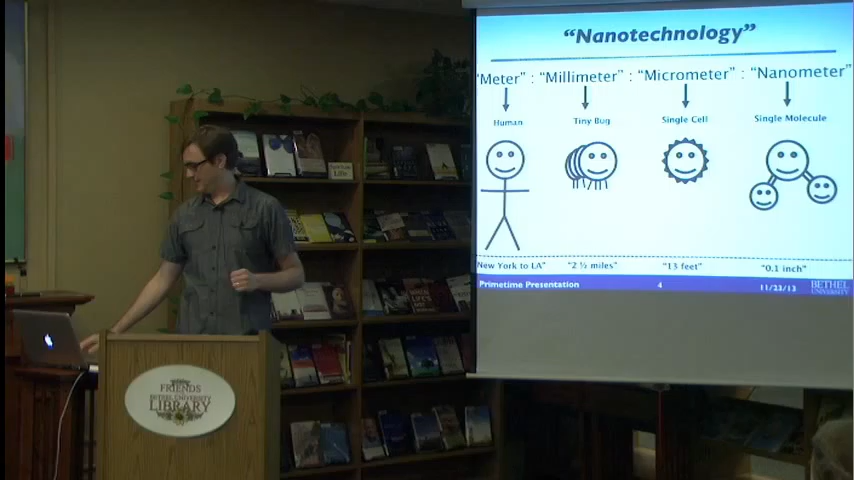 "Nanotechnology"
"Meter" : "Millimeter" : "Micrometer" : "Nanometer"
Human
Tiny Bug
Single Cell
Single Molecule
New York to LA"
"2 ½ miles"
"13 feet"
"0.1 inch"
Primetime Presentation
4
11/23/13
BETHEL
UNIVERSITY
FRIENDS
BETHEL UNIVERSITY
LIBRARY